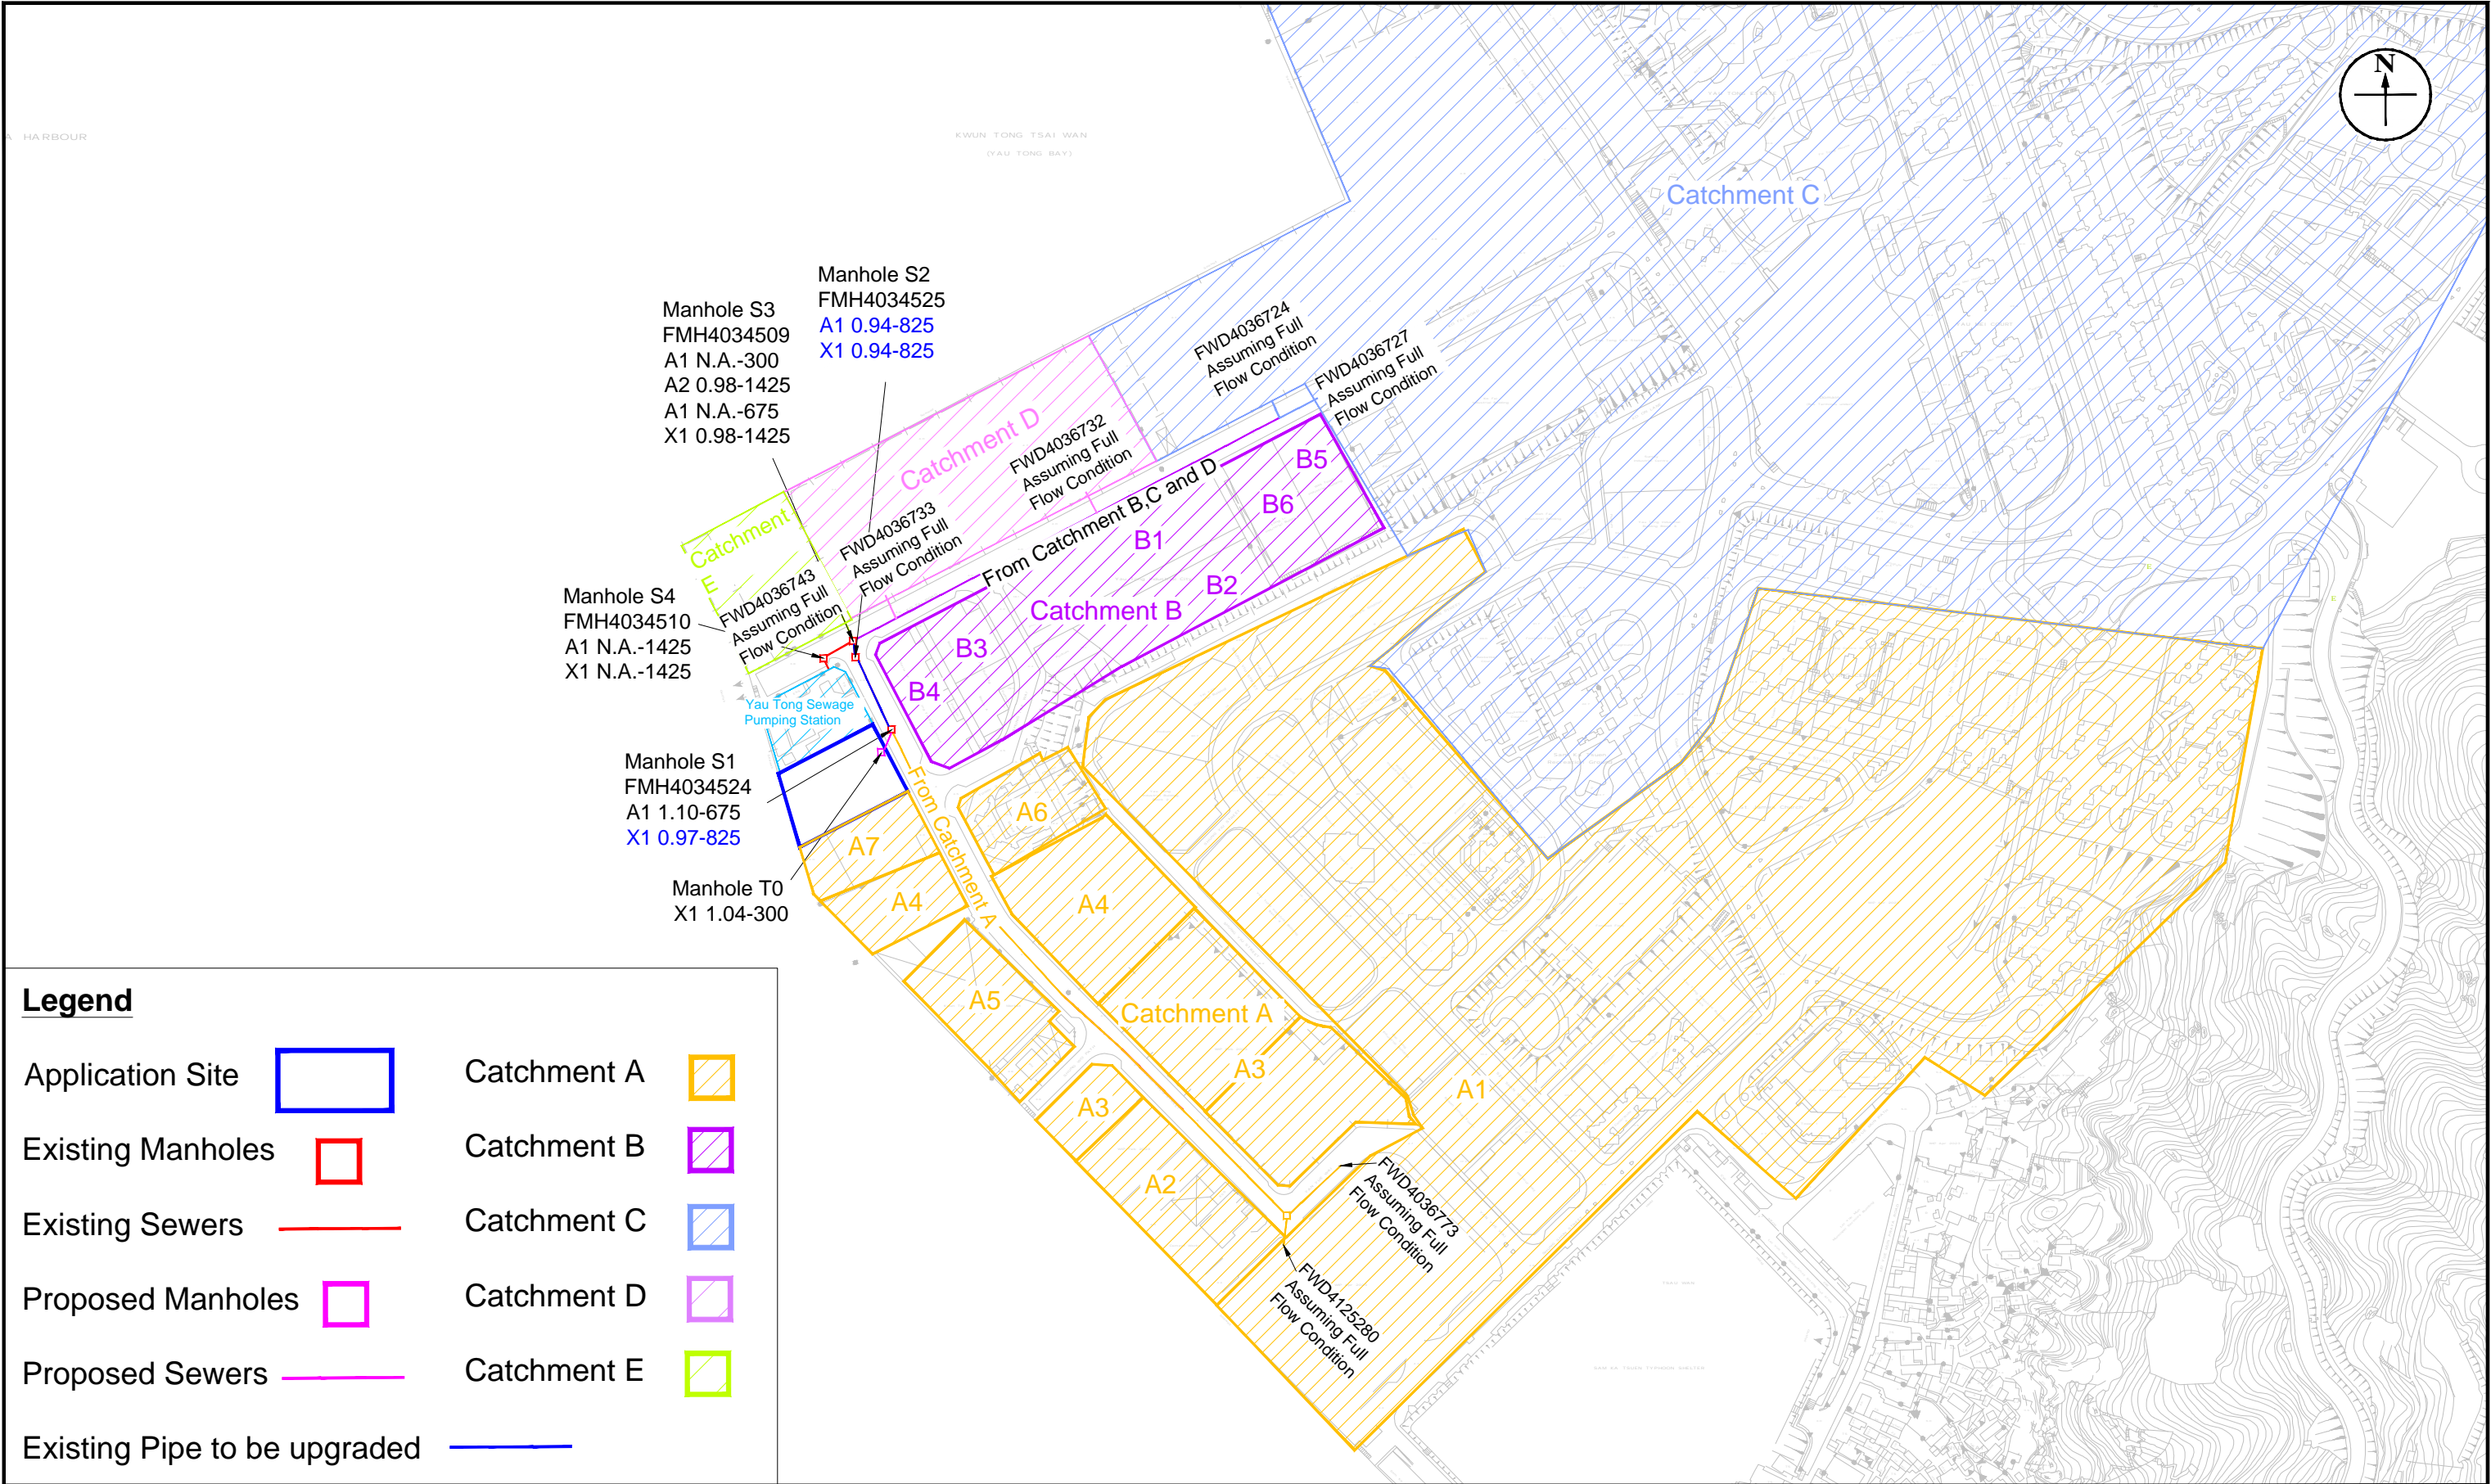 N
A HARBOUR
KWUN TONG TSAI WAN
(YAU TONG BAY)
Catchment C
Manhole S2
FMH4034525
A1 0.94-825
X1 0.94-825
Manhole S3
FMH4034509
A1 N.A.-300
A2 0.98-1425
A1 N.A.-675
X1 0.98-1425
FWD4036724
Assuming Full
Flow Condition
FWD4036727
Assuming Full
Flow Condition
Catchment D
FWD4036732
Assuming Full
Flow Condition
From Catchment B,C and D
B5
B6
B1
B2
Catchment B
B3
B4
FWD4036733
Assuming Full
Flow Condition
Catchment
E
FWD4036743
Assuming Full
Flow Condition
Manhole S4
FMH4034510
A1 N.A.-1425
X1 N.A.-1425
Yau Tong Sewage
Pumping Station
Manhole S1
FMH4034524
A1 1.10-675
X1 0.97-825
Manhole T0
X1 1.04-300
From Catchment A
A6
A7
A4
A4
A5
Catchment A
A3
A1
A3
A2
FWD4036773
Assuming Full
Flow Condition
FWD4125280
Assuming Full
Flow Condition
Legend
Application Site
Existing Manholes
Existing Sewers
Proposed Manholes
Proposed Sewers
Existing Pipe to be upgraded
Catchment A
Catchment B
Catchment C
Catchment D
Catchment E